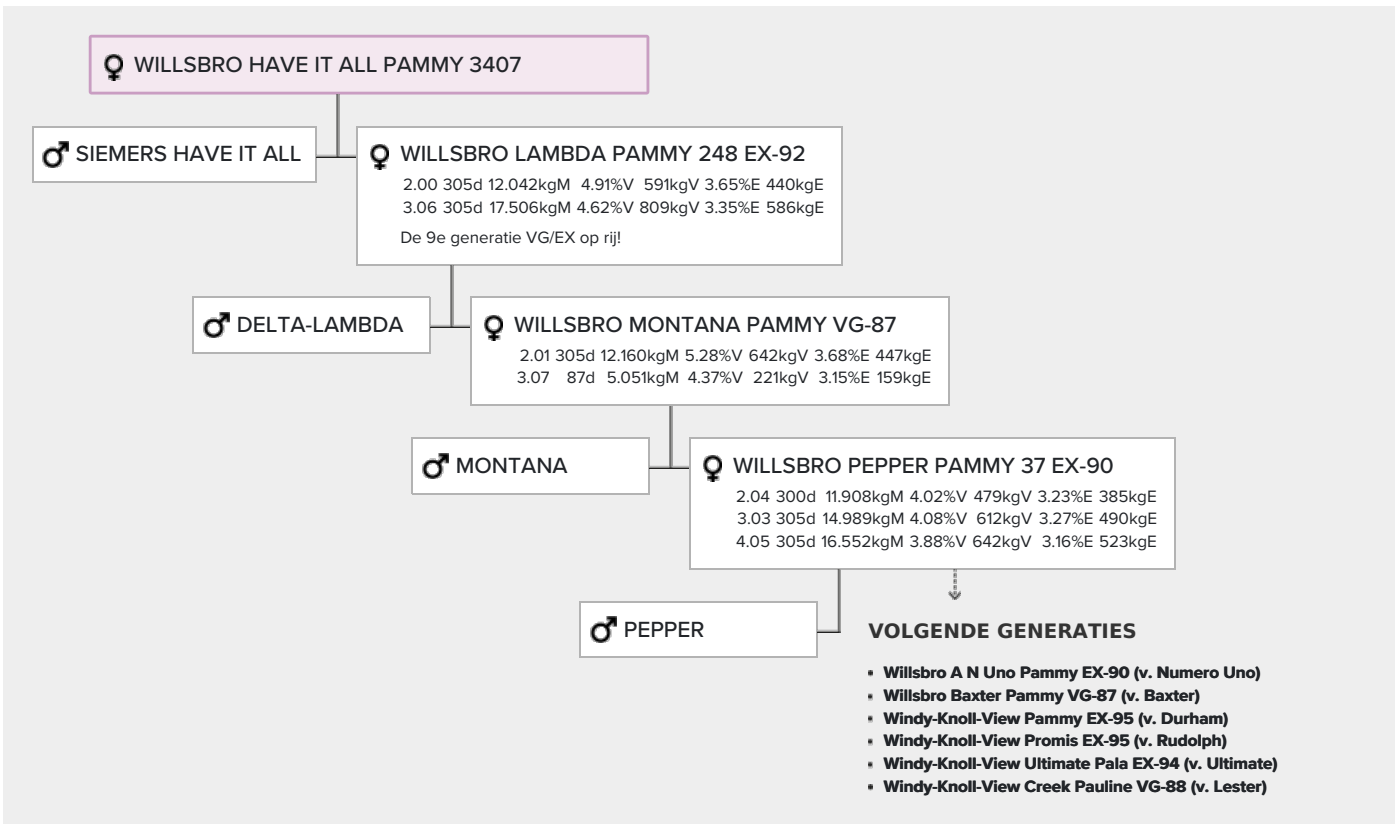 WILLSBRO HAVE IT ALL PAMMY 3407
SIEMERS HAVE IT ALL
WILLSBRO LAMBDA PAMMY 248 EX-92
2.00 305d 12.042kgM 4.91%V 591kgV 3.65%E 440kgE
3.06 305d 17.506kgM 4.62%V 809kgV 3.35%E 586kgE
De 9e generatie VG/EX op rij!
DELTA-LAMBDA
WILLSBRO MONTANA PAMMY VG-87
2.01 305d 12.160kgM 5.28%V 642kgV 3.68%E 447kgE
3.07 87d 5.051kgM 4.37%V 221kgV 3.15%E 159kgE
MONTANA
WILLSBRO PEPPER PAMMY 37 EX-90
2.04 300d 11.908kgM 4.02%V 479kgV 3.23%E 385kgE
3.03 305d 14.989kgM 4.08%V 612kgV 3.27%E 490kgE
4.05 305d 16.552kgM 3.88%V 642kgV 3.16%E 523kgE
PEPPER
VOLGENDE GENERATIES
• Willsbro A N Uno Pammy EX-90 (v. Numero Uno)
• Willsbro Baxter Pammy VG-87 (v. Baxter)
• Windy-Knoll-View Pammy EX-95 (v. Durham)
• Windy-Knoll-View Promis EX-95 (v. Rudolph)
• Windy-Knoll-View Ultimate Pala EX-94 (v. Ultimate)
• Windy-Knoll-View Creek Pauline VG-88 (v. Lester)